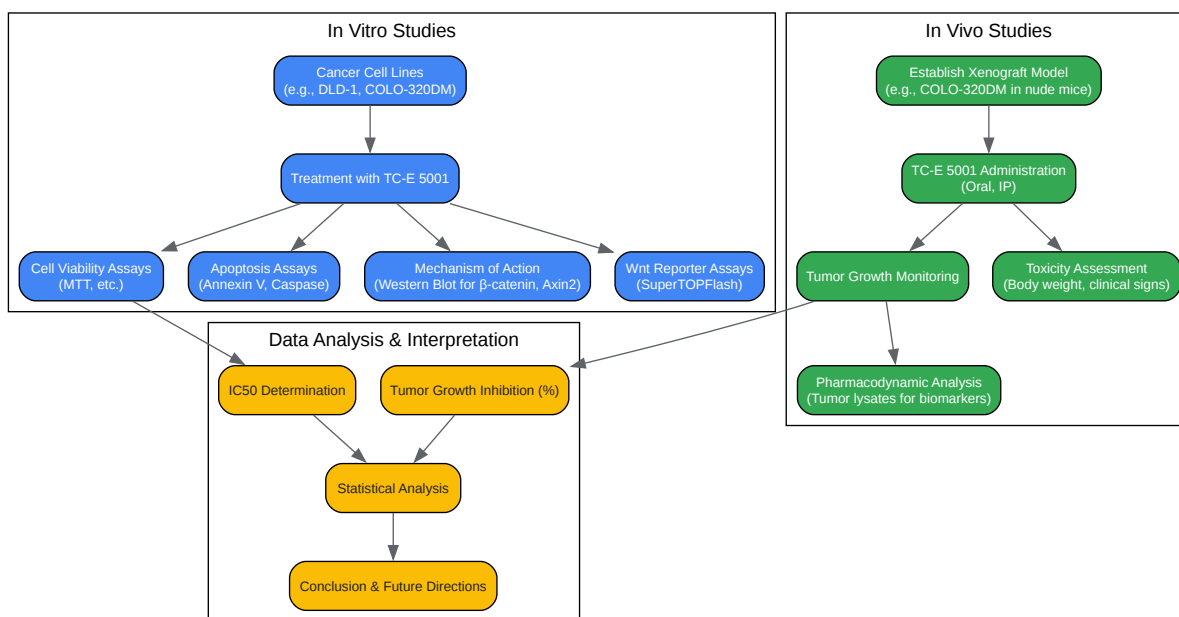 In Vitro Studies
Cancer Cell Lines
(e.g., DLD-1, COLO-320DM)
Treatment with TC-E 5001
Cell Viability Assays
(MTT, etc.)
Apoptosis Assays
(Annexin V, Caspase)
Mechanism of Action
(Western Blot for β-catenin, Axin2)
Wnt Reporter Assays
(SuperTOPFlash)
In Vivo Studies
Establish Xenograft Model
(e.g., COLO-320DM in nude mice)
TC-E 5001 Administration
(Oral, IP)
Tumor Growth Monitoring
Toxicity Assessment
(Body weight, clinical signs)
Pharmacodynamic Analysis
(Tumor lysates for biomarkers)
Data Analysis & Interpretation
IC50 Determination
Tumor Growth Inhibition (%)
Statistical Analysis
Conclusion & Future Directions